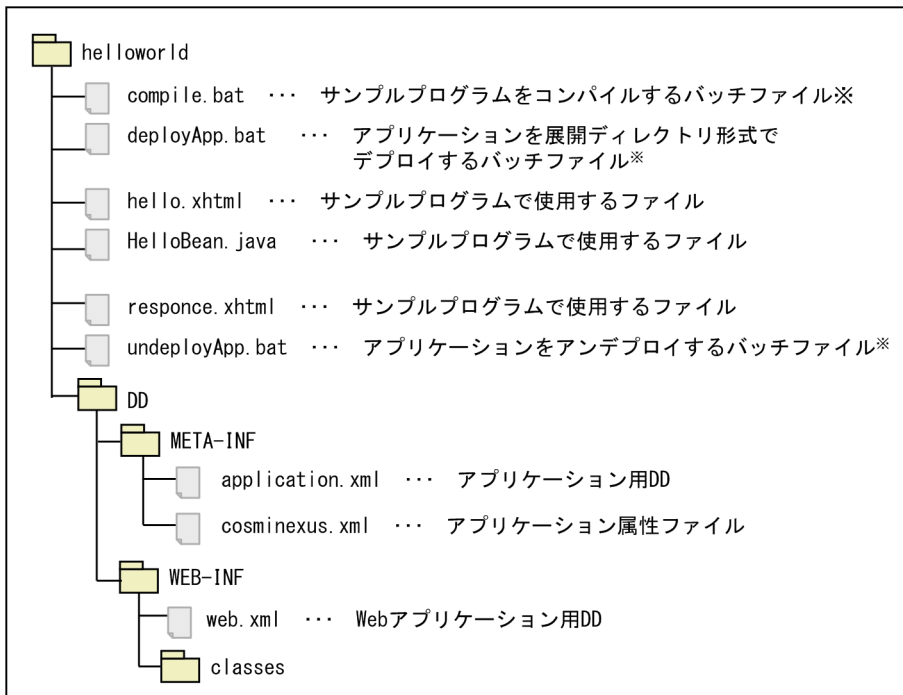 helloworld
compile.bat ･･･ サンプルプログラムをコンパイルするバッチファイル※
deployApp.bat ･･･ アプリケーションを展開ディレクトリ形式で
デプロイするバッチファイル※
hello.xhtml ･･･ サンプルプログラムで使用するファイル
HelloBean.java ･･･ サンプルプログラムで使用するファイル
responce.xhtml ･･･ サンプルプログラムで使用するファイル
undeployApp.bat ･･･ アプリケーションをアンデプロイするバッチファイル※
DD
META-INF
application.xml ･･･ アプリケーション用DD
cosminexus.xml ･･･ アプリケーション属性ファイル
WEB-INF
web.xml ･･･ Webアプリケーション用DD
classes